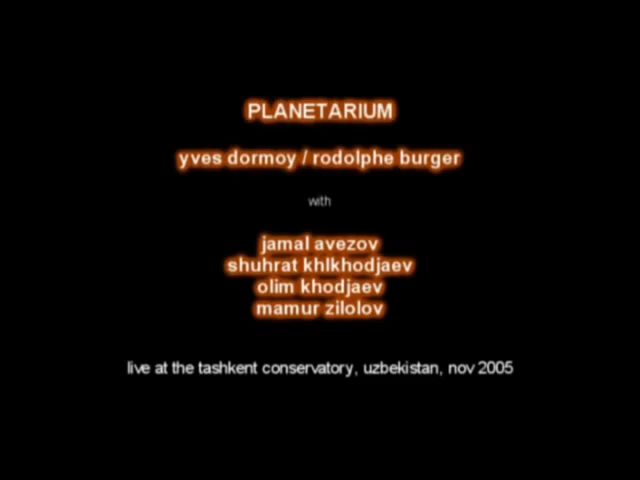 PLANETARIUM
yves dormoy / rodolphe burger
with
jamal avezov
shuhrat khlkhodjaev
olim khodjaev
mamur zilolov
live at the tashkent conservatory, uzbekistan, nov 2005